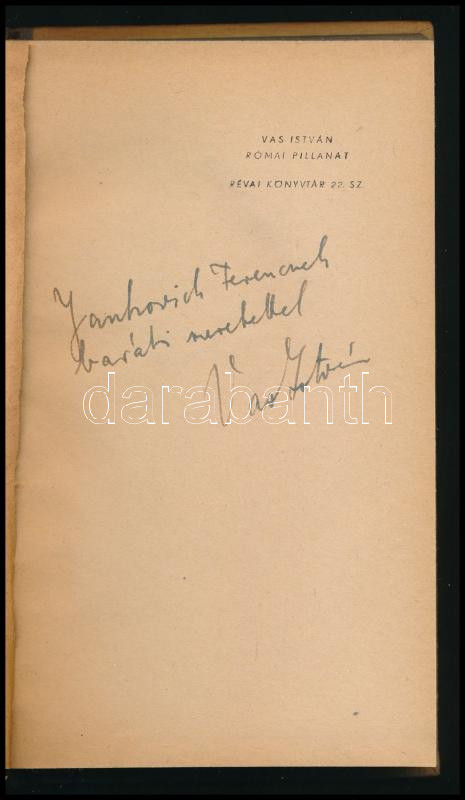 VAS ISTVÁN
RÓMAI PILLANAT
RÉVAI KÖNYVTÁR 22. SZ.
Jankovich Ferencnek
baráti szeretettel
Vas István
darabanth